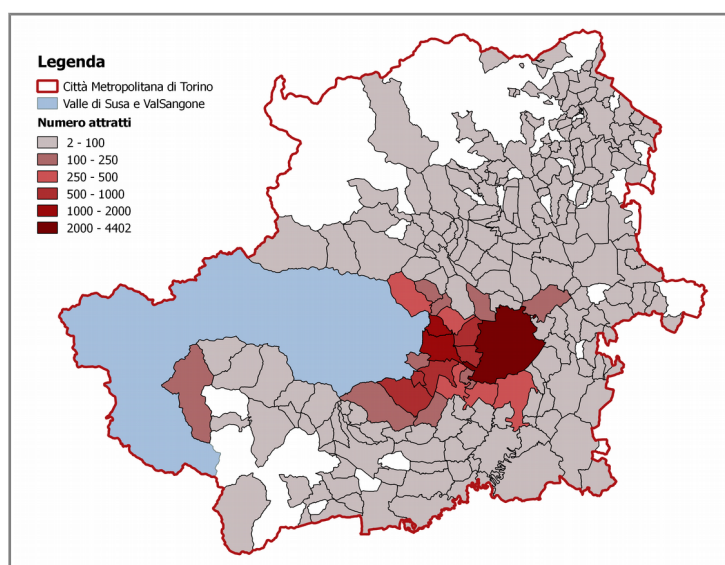 Legenda
Città Metropolitana di Torino
Valle di Susa e ValSangone
Numero attratti
2 - 100
100 - 250
250 - 500
500 - 1000
1000 - 2000
2000 - 4402